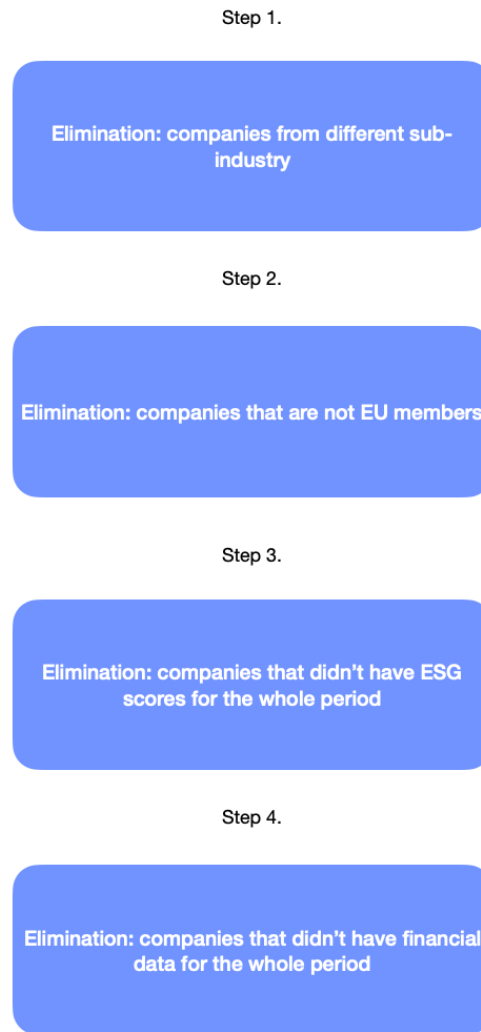 Step 1.
Elimination: companies from different sub-
industry
Step 2.
Elimination: companies that are not EU members
Step 3.
Elimination: companies that didn’t have ESG
scores for the whole period
Step 4.
Elimination: companies that didn’t have financial
data for the whole period